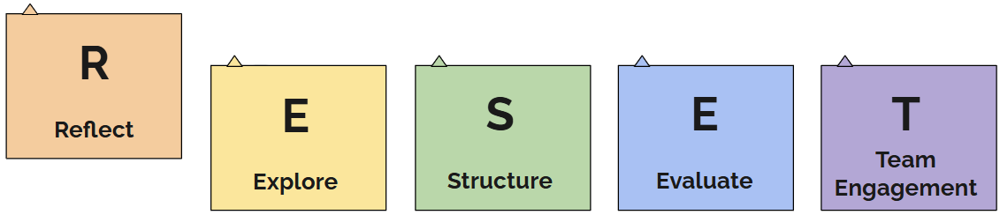 R
Reflect
E
Explore
S
Structure
E
Evaluate
T
Team
Engagement